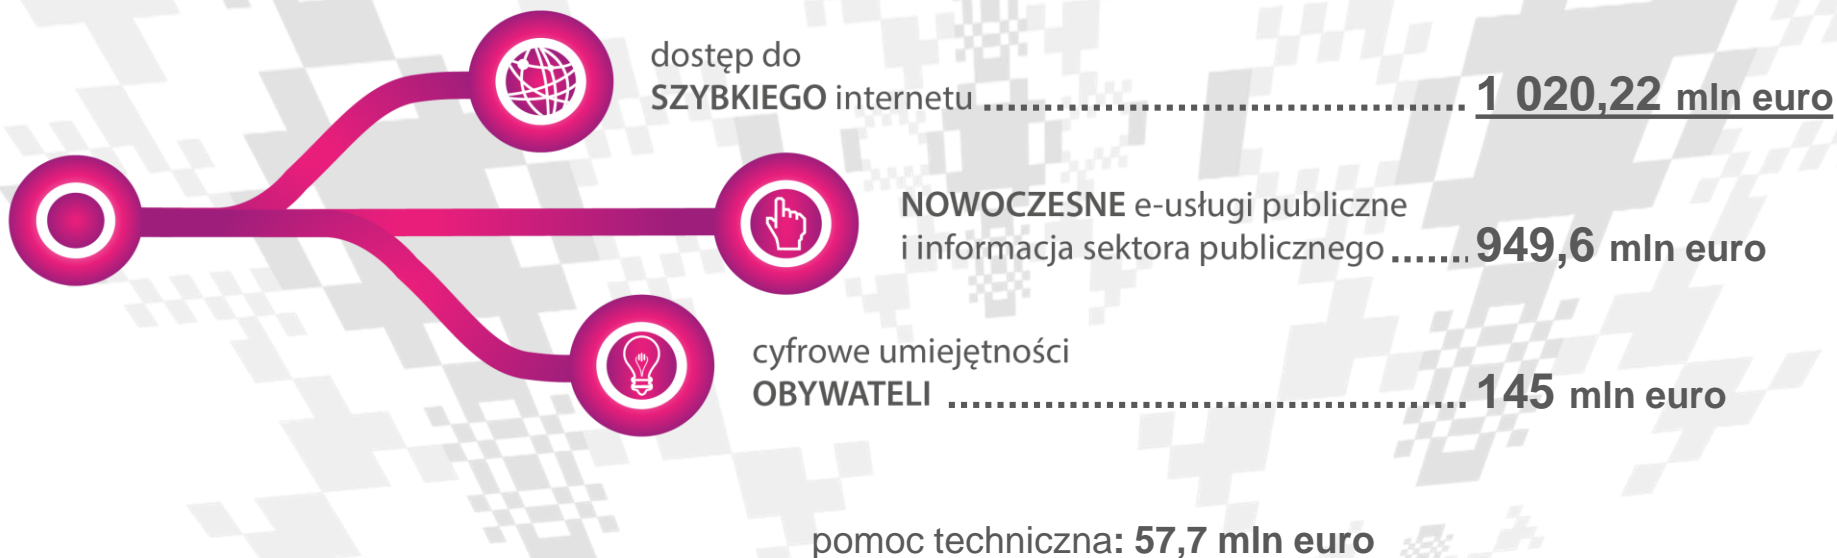 dostęp do
SZYBKIEGO internetu ........................................ 1 020,22 mln euro
NOWOCZESNE e-usługi publiczne
i informacja sektora publicznego ....... 949,6 mln euro
cyfrowe umiejętności
OBYWATELI ........................................... 145 mln euro
pomoc techniczna: 57,7 mln euro